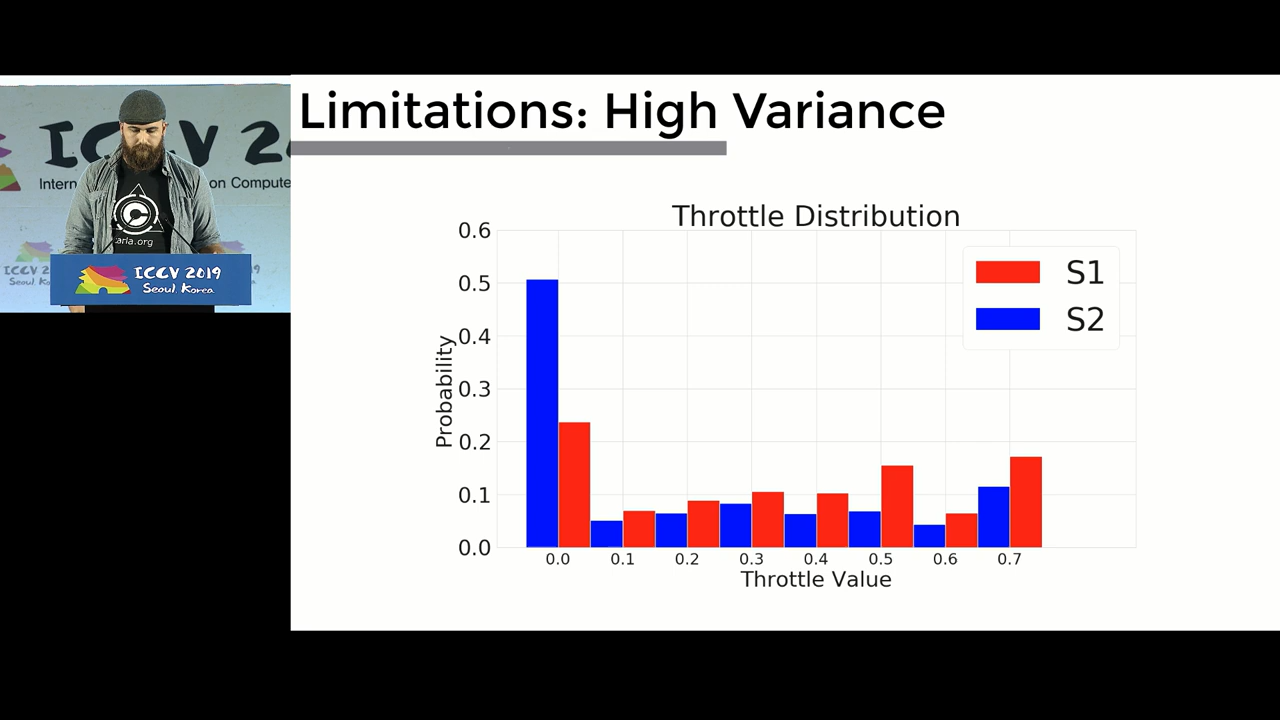 Limitations: High Variance
ICCV 2
Intern
on Compute
arla.org
ICCV 2019
Seoul, Korea
Throttle Distribution
S1
S2
Probability
0.6
0.5
0.4
0.3
0.2
0.1
0.0
0.0 0.1 0.2 0.3 0.4 0.5 0.6 0.7
Throttle Value